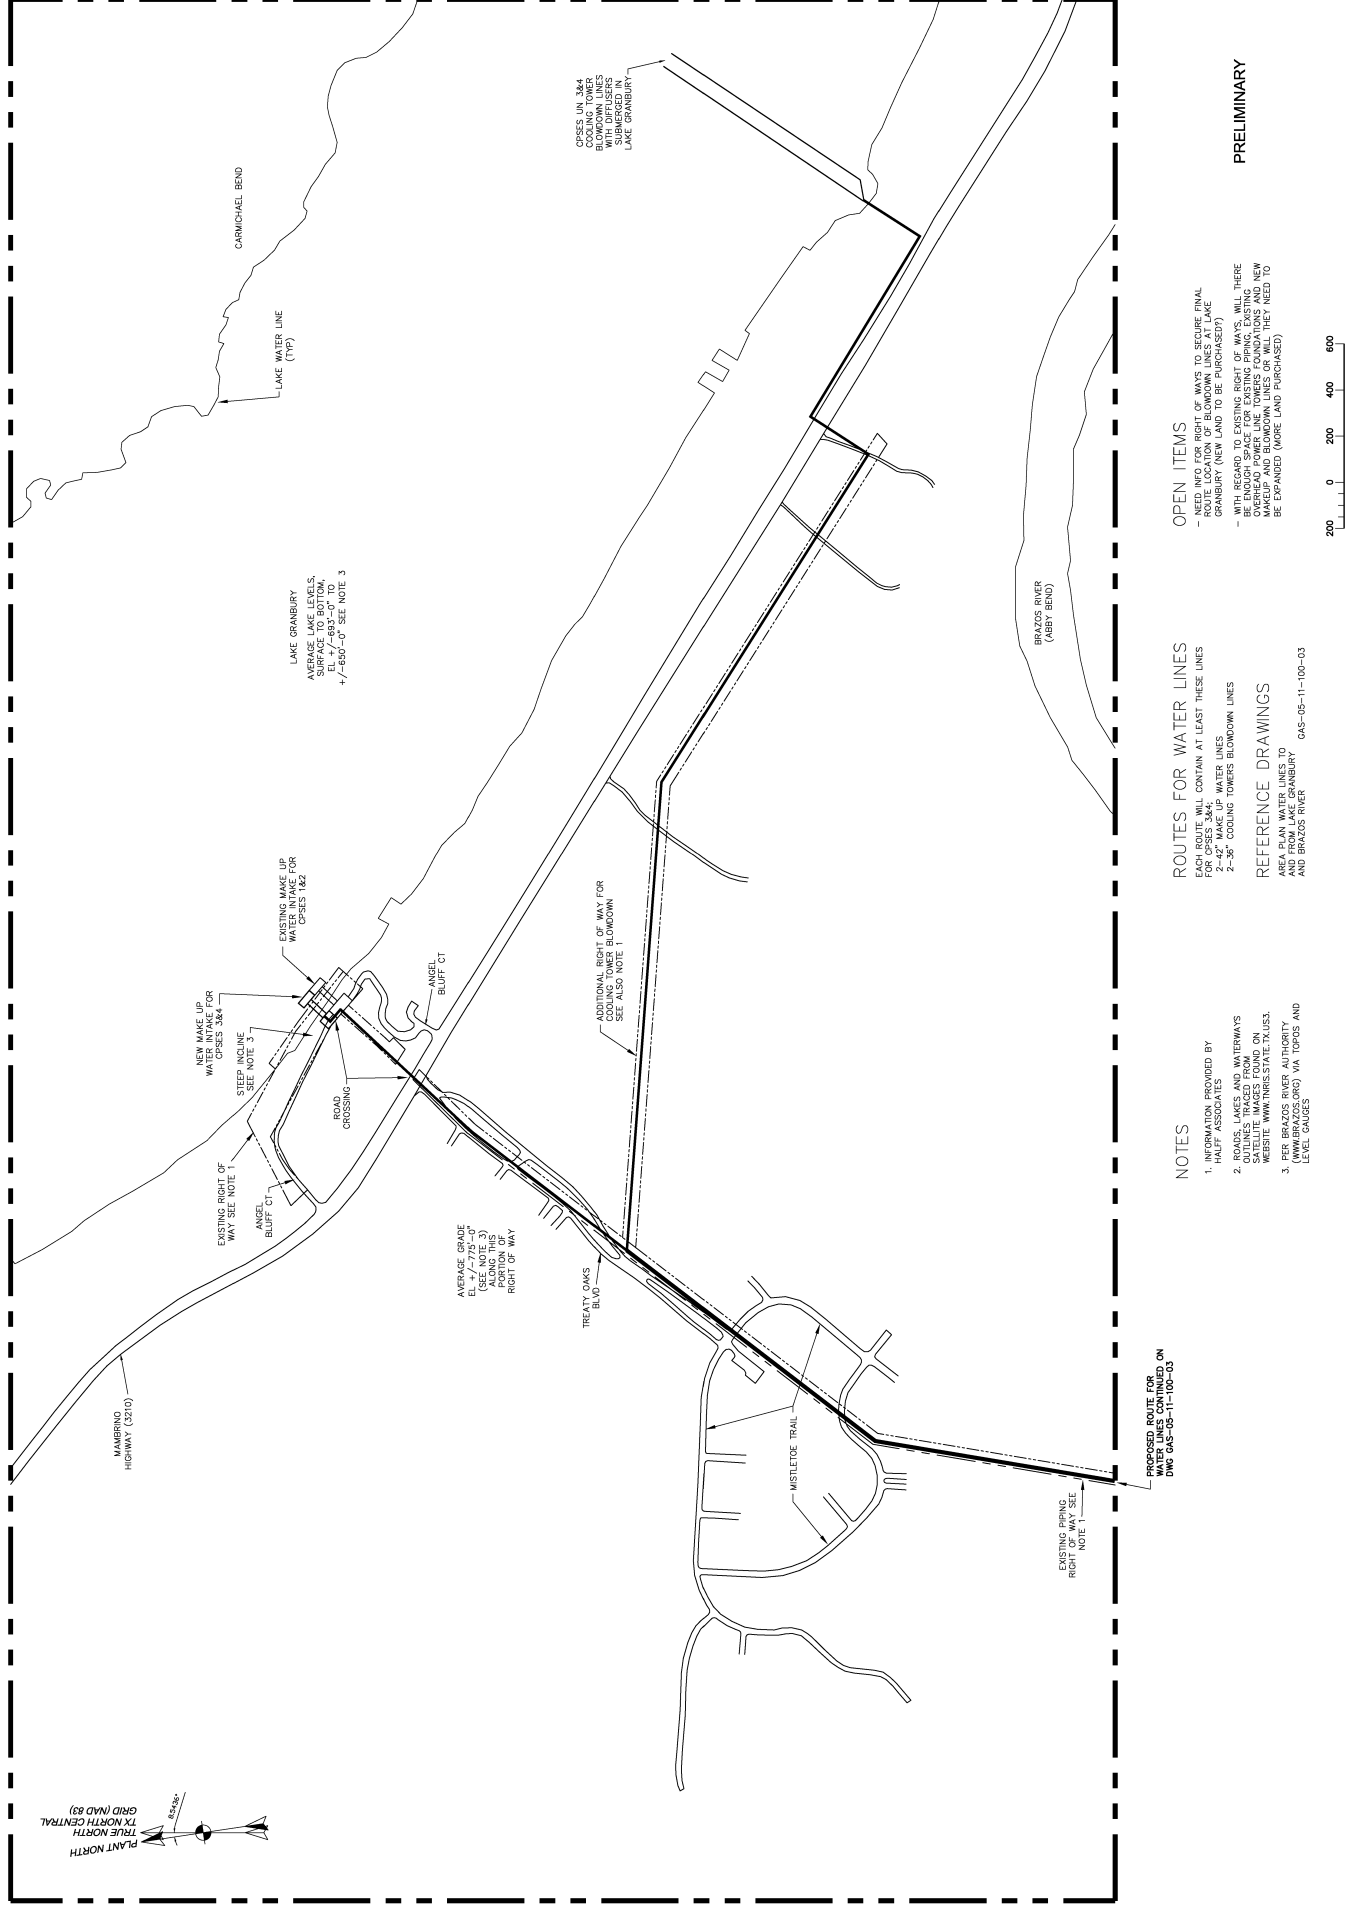 PLANT NORTH
TRUE NORTH
TX NORTH CENTRAL
GRID (NAD 83)
8.5436°
MAMBRINO
HIGHWAY (3210)
EXISTING RIGHT OF
WAY SEE NOTE 1
ANGEL
BLUFF CT
NEW MAKE UP
WATER INTAKE FOR
CPSES 3&4
STEEP INCLINE
SEE NOTE 3
EXISTING MAKE UP
WATER INTAKE FOR
CPSES 1&2
ROAD
CROSSING
ANGEL
BLUFF CT
LAKE GRANBURY
AVERAGE LAKE LEVELS,
SURFACE TO BOTTOM,
EL +/-693'-0" TO
+/-650'-0" SEE NOTE 3
LAKE WATER LINE
(TYP)
CARMICHAEL BEND
CPSES UN 3&4
COOLING TOWER
BLOWDOWN LINES
WITH DIFFUSERS
SUBMERGED IN
LAKE GRANBURY
AVERAGE GRADE
EL +/-775'-0"
(SEE NOTE 3)
ALONG THIS
PORTION OF
RIGHT OF WAY
TREATY OAKS
BLVD
ADDITIONAL RIGHT OF WAY FOR
COOLING TOWER BLOWDOWN
SEE ALSO NOTE 1
MISTLETOE TRAIL
BRAZOS RIVER
(ABBY BEND)
EXISTING PIPING
RIGHT OF WAY SEE
NOTE 1
PROPOSED ROUTE FOR
WATER LINES CONTINUED ON
DWG GAS-05-11-100-03
NOTES
1. INFORMATION PROVIDED BY
HALFF ASSOCIATES
2. ROADS, LAKES AND WATERWAYS
OUTLINES TRACED FROM
SATELLITE IMAGES FOUND ON
WEBSITE WWW.TNRIS.STATE.TX.US3.
3. PER BRAZOS RIVER AUTHORITY
(WWW.BRAZOS.ORG) VIA TOPOS AND
LEVEL GAUGES
ROUTES FOR WATER LINES
EACH ROUTE WILL CONTAIN AT LEAST THESE LINES
FOR CPSES 3&4:
2-42" MAKE UP WATER LINES
2-36" COOLING TOWERS BLOWDOWN LINES
REFERENCE DRAWINGS
AREA PLAN WATER LINES TO
AND FROM LAKE GRANBURY
AND BRAZOS RIVER GAS-05-11-100-03
OPEN ITEMS
- NEED INFO FOR RIGHT OF WAYS TO SECURE FINAL
ROUTE LOCATION OF BLOWDOWN LINES AT LAKE
GRANBURY (NEW LAND TO BE PURCHASED?)
- WITH REGARD TO EXISTING RIGHT OF WAYS, WILL THERE
BE ENOUGH SPACE FOR EXISTING PIPING, EXISTING
OVERHEAD POWER LINE TOWERS FOUNDATIONS AND NEW
MAKEUP AND BLOWDOWN LINES OR WILL THEY NEED TO
BE EXPANDED (MORE LAND PURCHASED)
200 0 200 400 600
PRELIMINARY